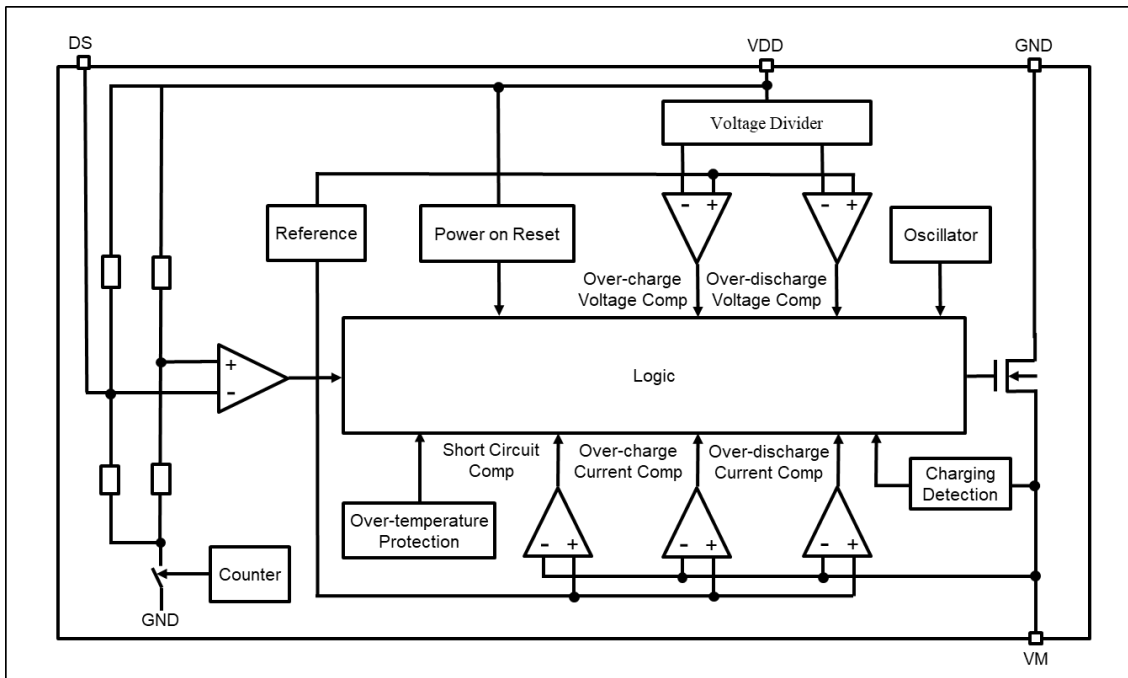 DS
VDD
GND
Voltage Divider
- +
- +
Reference
Power on Reset
Oscillator
Over-charge
Voltage Comp
Over-discharge
Voltage Comp
+
-
Logic
Short Circuit
Comp
Over-charge
Current Comp
Over-discharge
Current Comp
Charging
Detection
Over-temperature
Protection
- +
- +
- +
Counter
GND
VM